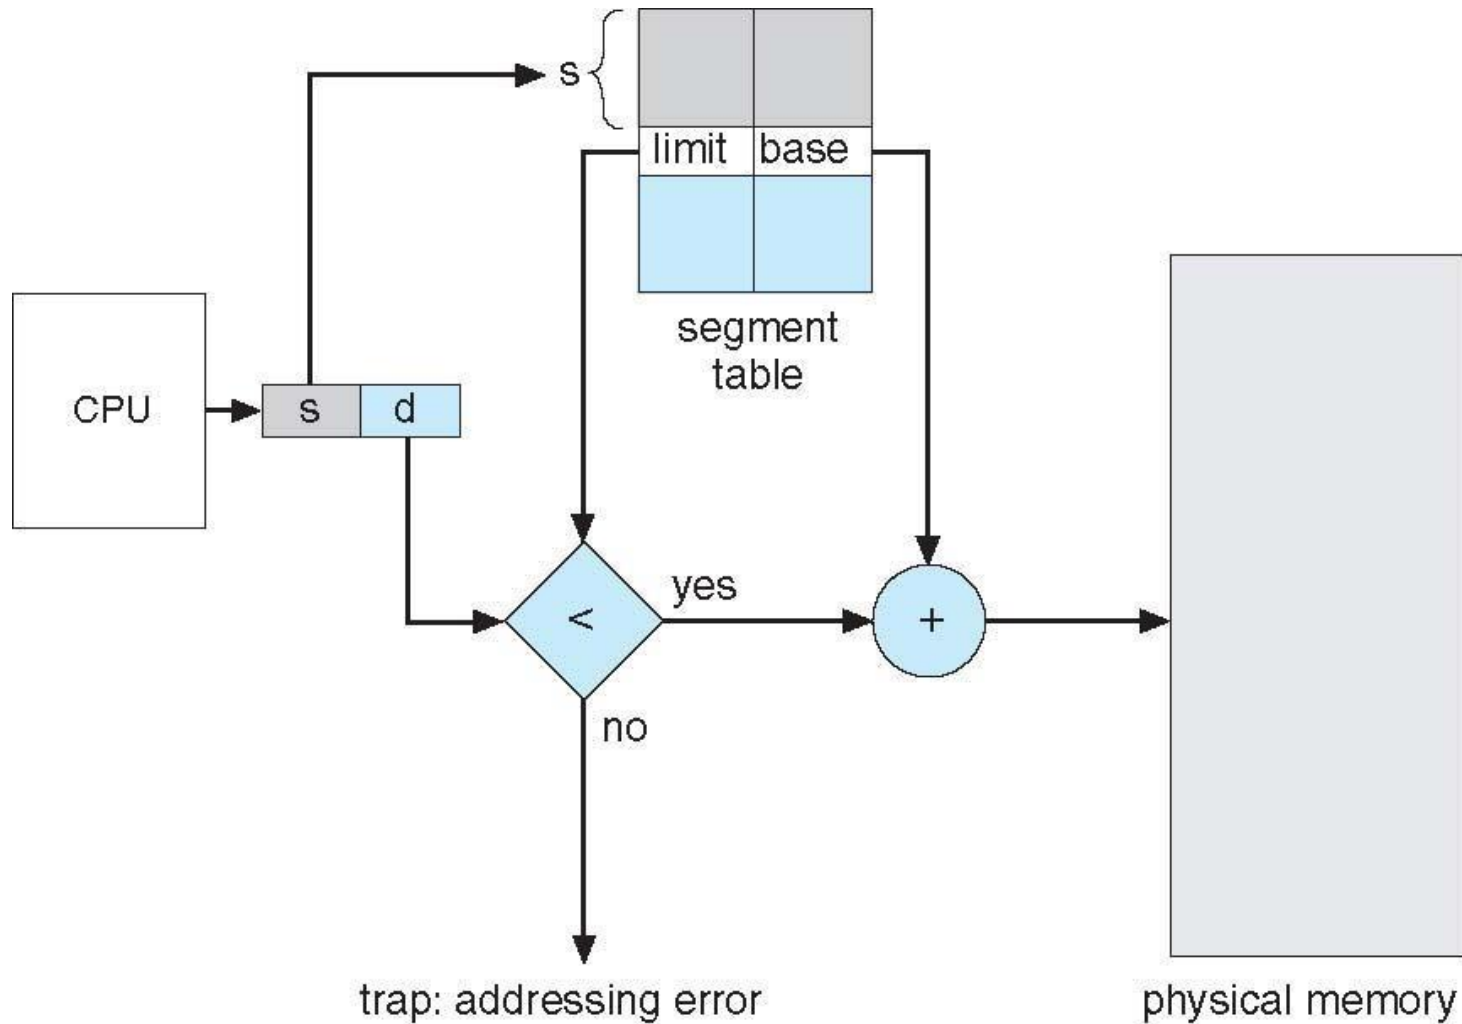 s
limit base
segment
table
CPU
s d
yes
<
+
no
trap: addressing error
physical memory